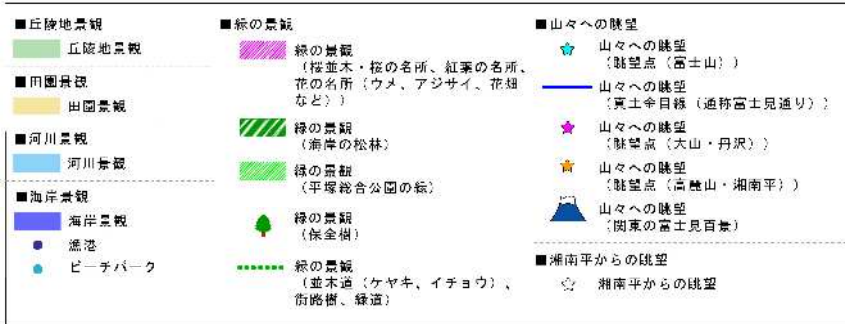 ■丘陵地景観
丘陵地景観
■田園景観
田園景観
■河川景観
河川景観
■海岸景観
海岸景観
漁港
ビーチパーク
■緑の景観
緑の景観
（桜並木・桜の名所、紅葉の名所、
花の名所（ウメ、アジサイ、花畑
など））
緑の景観
（海岸の松林）
緑の景観
（平塚総合公園の緑）
緑の景観
（保全樹）
緑の景観
（並木道（ケヤキ、イチョウ）、
街路樹、緑道）
■山々への眺望
山々への眺望
（眺望点（富士山））
山々への眺望
（東土金目線（通称富士見通り））
山々への眺望
（眺望点（大山・丹沢））
山々への眺望
（眺望点（高麗山・湘南平））
山々への眺望
（関東の富士見百景）
■湘南平からの眺望
湘南平からの眺望